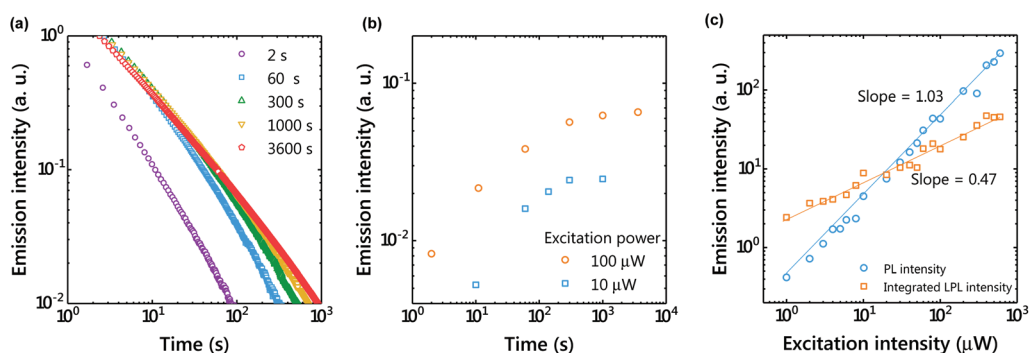 (a)
10^0
10^-1
10^-2
10^0 10^1 10^2 10^3
Emission intensity (a. u.)
Time (s)
2 s
60 s
300 s
1000 s
3600 s
(b)
10^-1
10^-2
10^0 10^1 10^2 10^3 10^4
Emission intensity (a. u.)
Time (s)
Excitation power
100 μW
10 μW
(c)
10^2
10^1
10^0
10^0 10^1 10^2 10^3
Emission intensity (a. u.)
Excitation intensity (μW)
Slope = 1.03
Slope = 0.47
PL intensity
Integrated LPL intensity